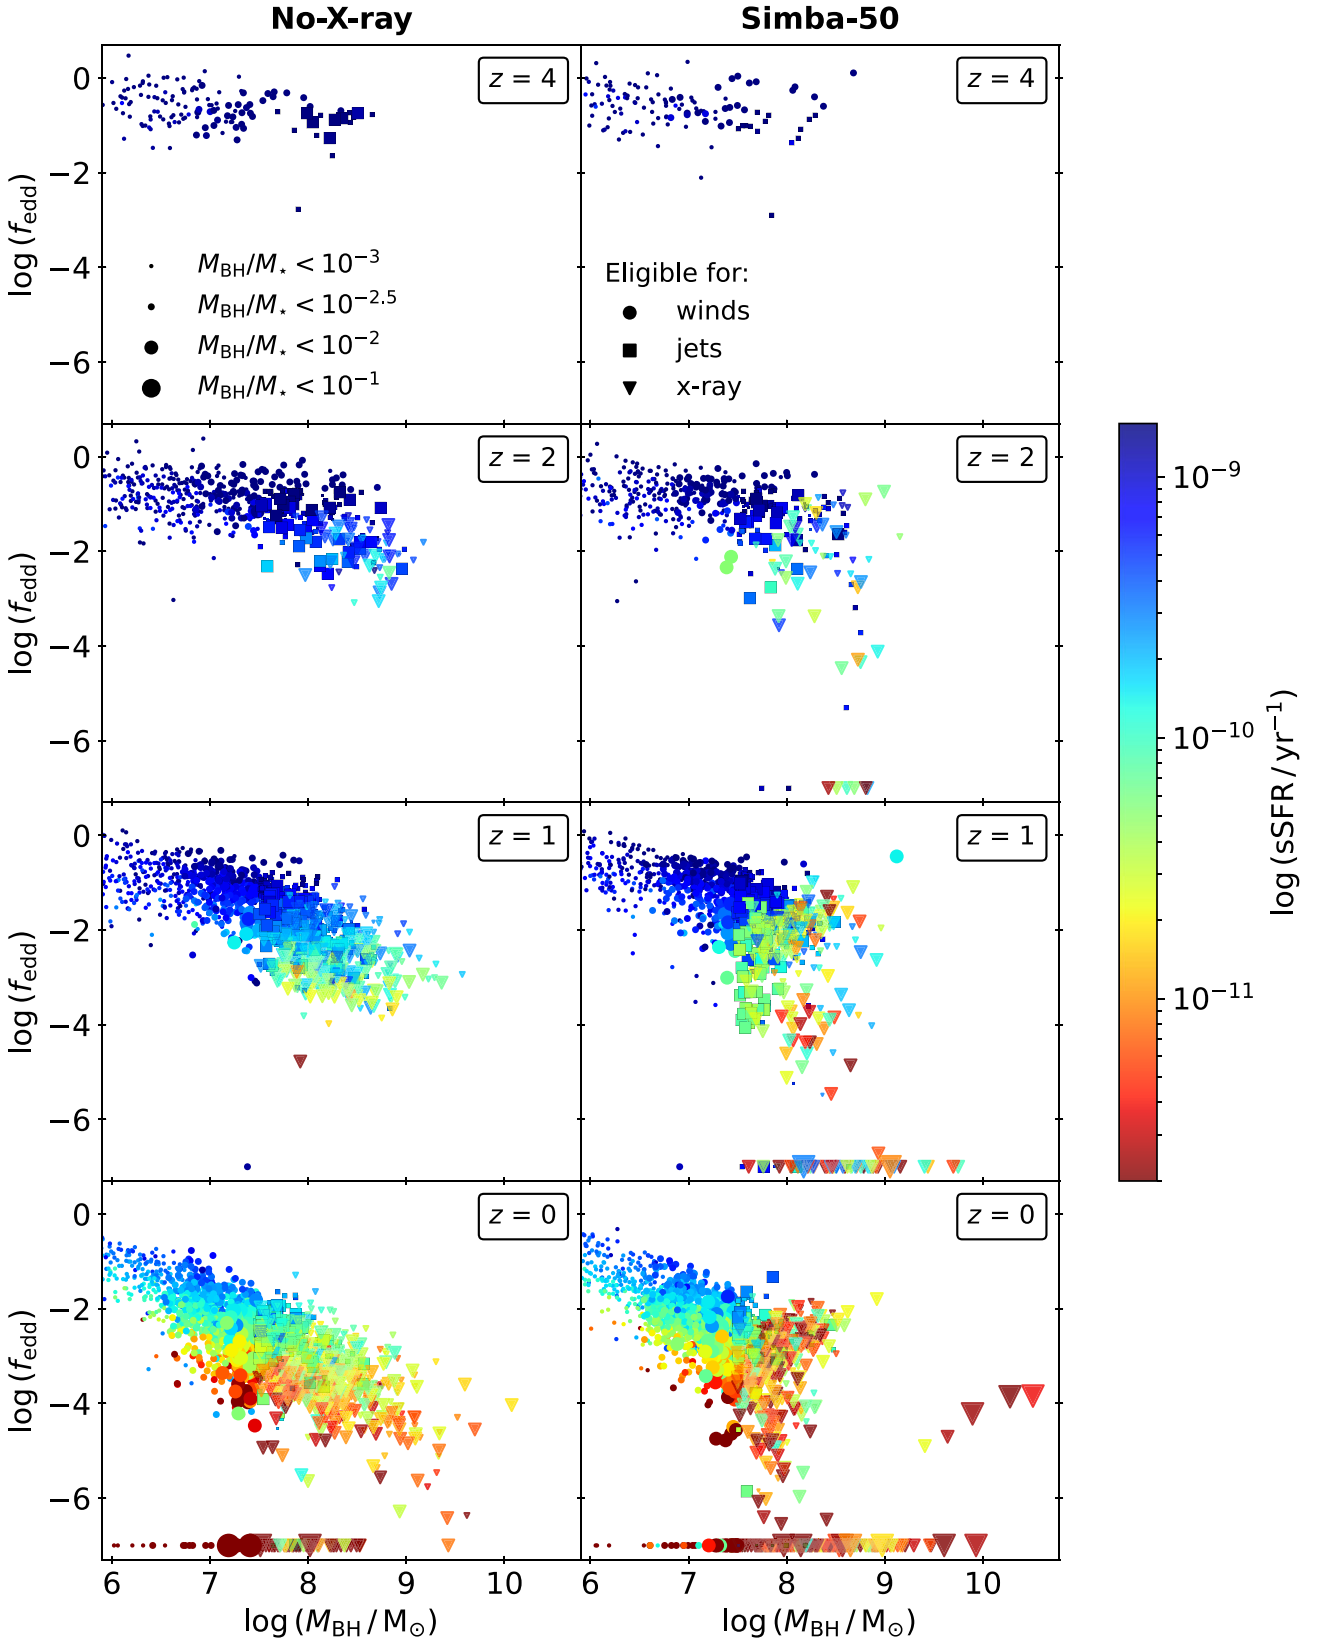 No-X-ray Simba-50
z = 4 z = 4
0
−2
−4
−6
log (f_edd)
M_BH/M⋆ < 10^−3
M_BH/M⋆ < 10^−2.5
M_BH/M⋆ < 10^−2
M_BH/M⋆ < 10^−1
Eligible for:
winds
jets
x-ray
z = 2 z = 2
0
−2
−4
−6
log (f_edd)
z = 1 z = 1
0
−2
−4
−6
log (f_edd)
z = 0 z = 0
0
−2
−4
−6
log (f_edd)
6 7 8 9 10 6 7 8 9 10
log (M_BH / M_⊙) log (M_BH / M_⊙)
10^−9
10^−10
10^−11
log (sSFR / yr^−1)